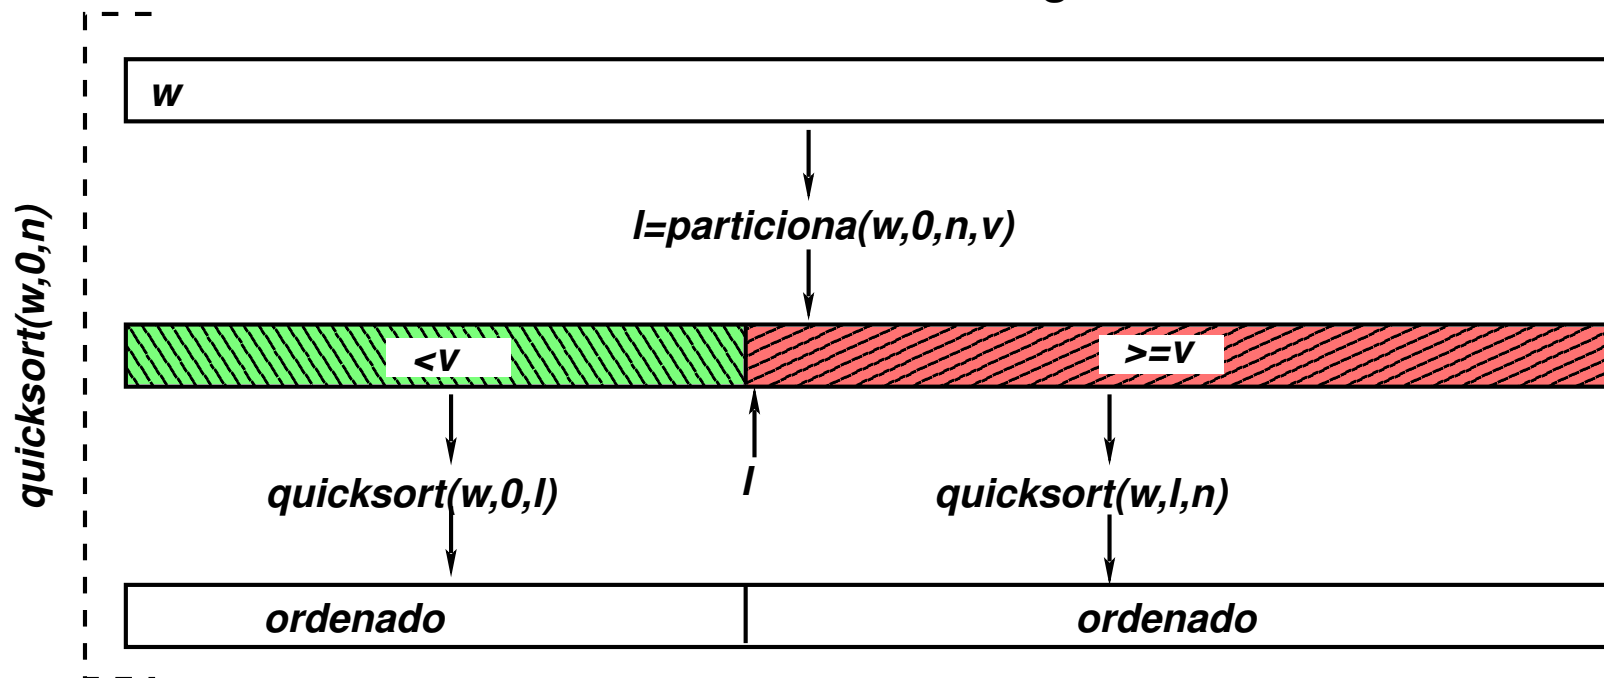 w
l=particiona(w,0,n,v)
quicksort(w,0,n)
<v
>=v
l
quicksort(w,0,l)
quicksort(w,l,n)
ordenado
ordenado